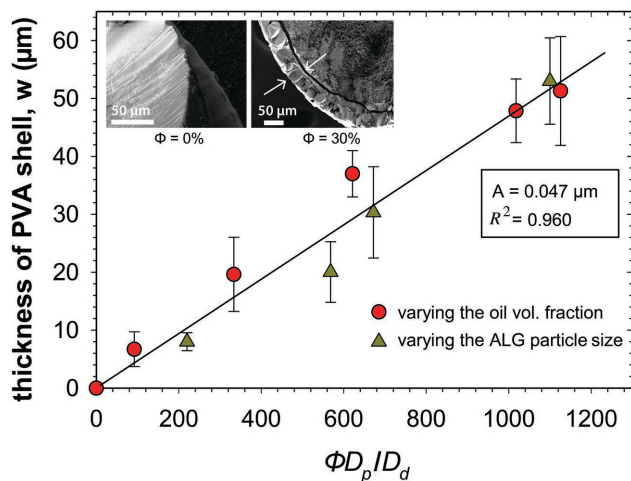 thickness of PVA shell, w (μm)
60
50
40
30
20
10
0
50 μm
50 μm
Φ = 0%
Φ = 30%
A = 0.047 μm
R² = 0.960
varying the oil vol. fraction
varying the ALG particle size
0 200 400 600 800 1000 1200
ΦDp/Dd